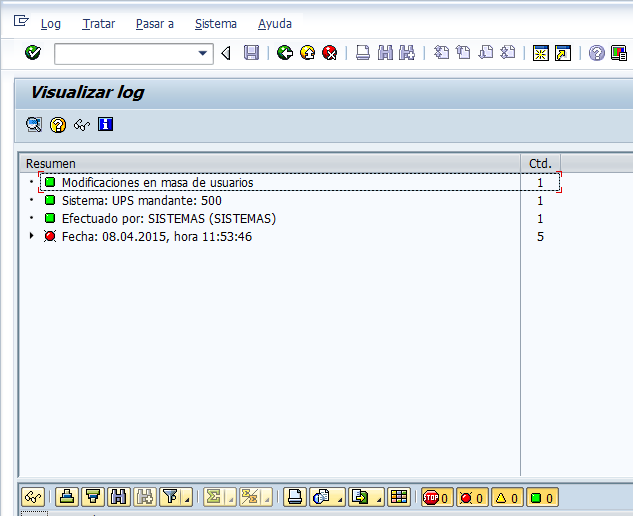 Log Tratar Pasar a Sistema Ayuda
Visualizar log
Resumen Ctd.
Modificaciones en masa de usuarios 1
Sistema: UPS mandante: 500 1
Efectuado por: SISTEMAS (SISTEMAS) 1
Fecha: 08.04.2015, hora 11:53:46 5
STOP 0 0 0 0